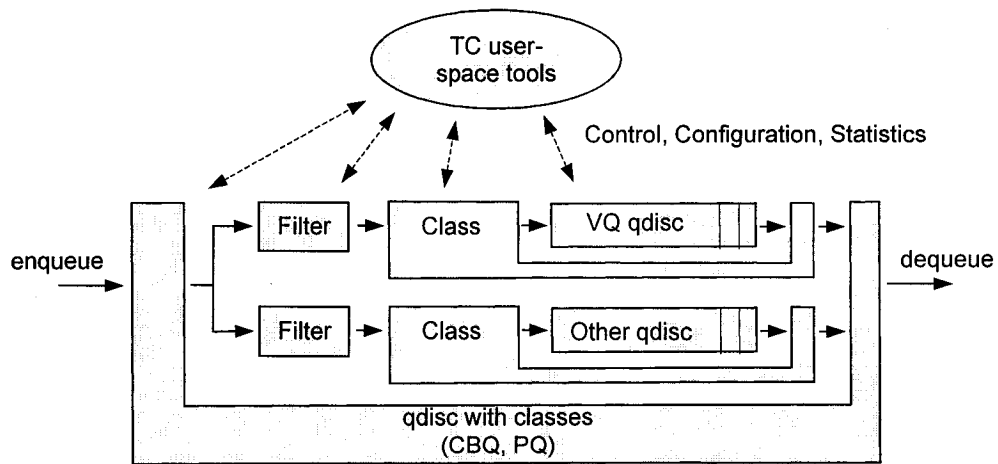 TC user-
space tools
Control, Configuration, Statistics
Filter
Class
VQ qdisc
enqueue
dequeue
Filter
Class
Other qdisc
qdisc with classes
(CBQ, PQ)